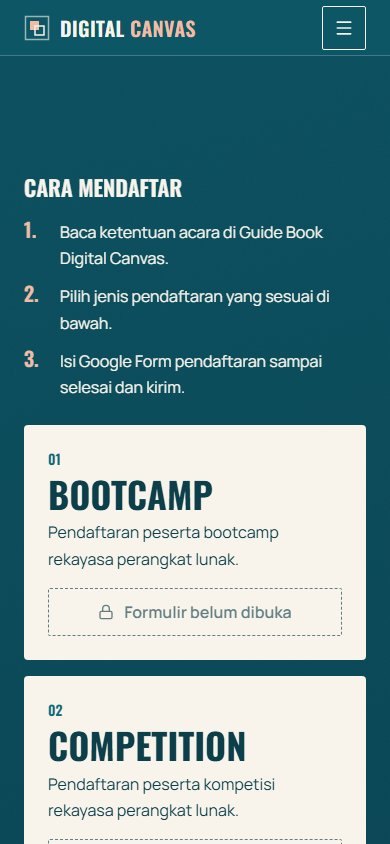 DIGITAL CANVAS
CARA MENDAFTAR
1. Baca ketentuan acara di Guide Book
Digital Canvas.
2. Pilih jenis pendaftaran yang sesuai di
bawah.
3. Isi Google Form pendaftaran sampai
selesai dan kirim.
01
BOOTCAMP
Pendaftaran peserta bootcamp
rekayasa perangkat lunak.
Formulir belum dibuka
02
COMPETITION
Pendaftaran peserta kompetisi
rekayasa perangkat lunak.